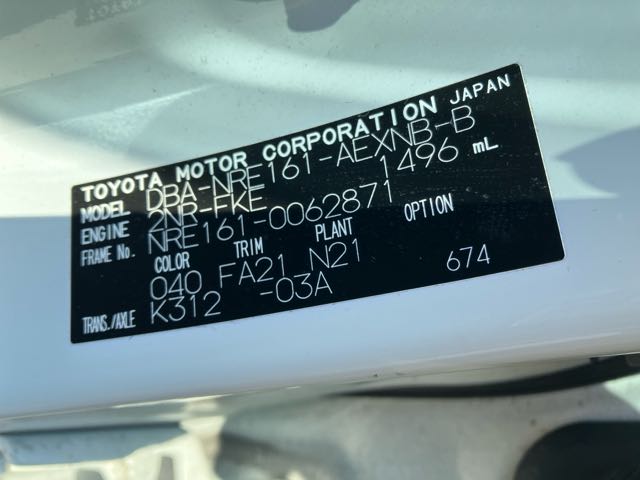 TOYOTA MOTOR CORPORATION JAPAN
MODEL DBA-NRE161-AEXNB-B
ENGINE 2NR-FKE 1496 mL
FRAME No. NRE161-0062871
COLOR TRIM PLANT OPTION
040 FA21 N21 674
TRANS./AXLE K312 -03A